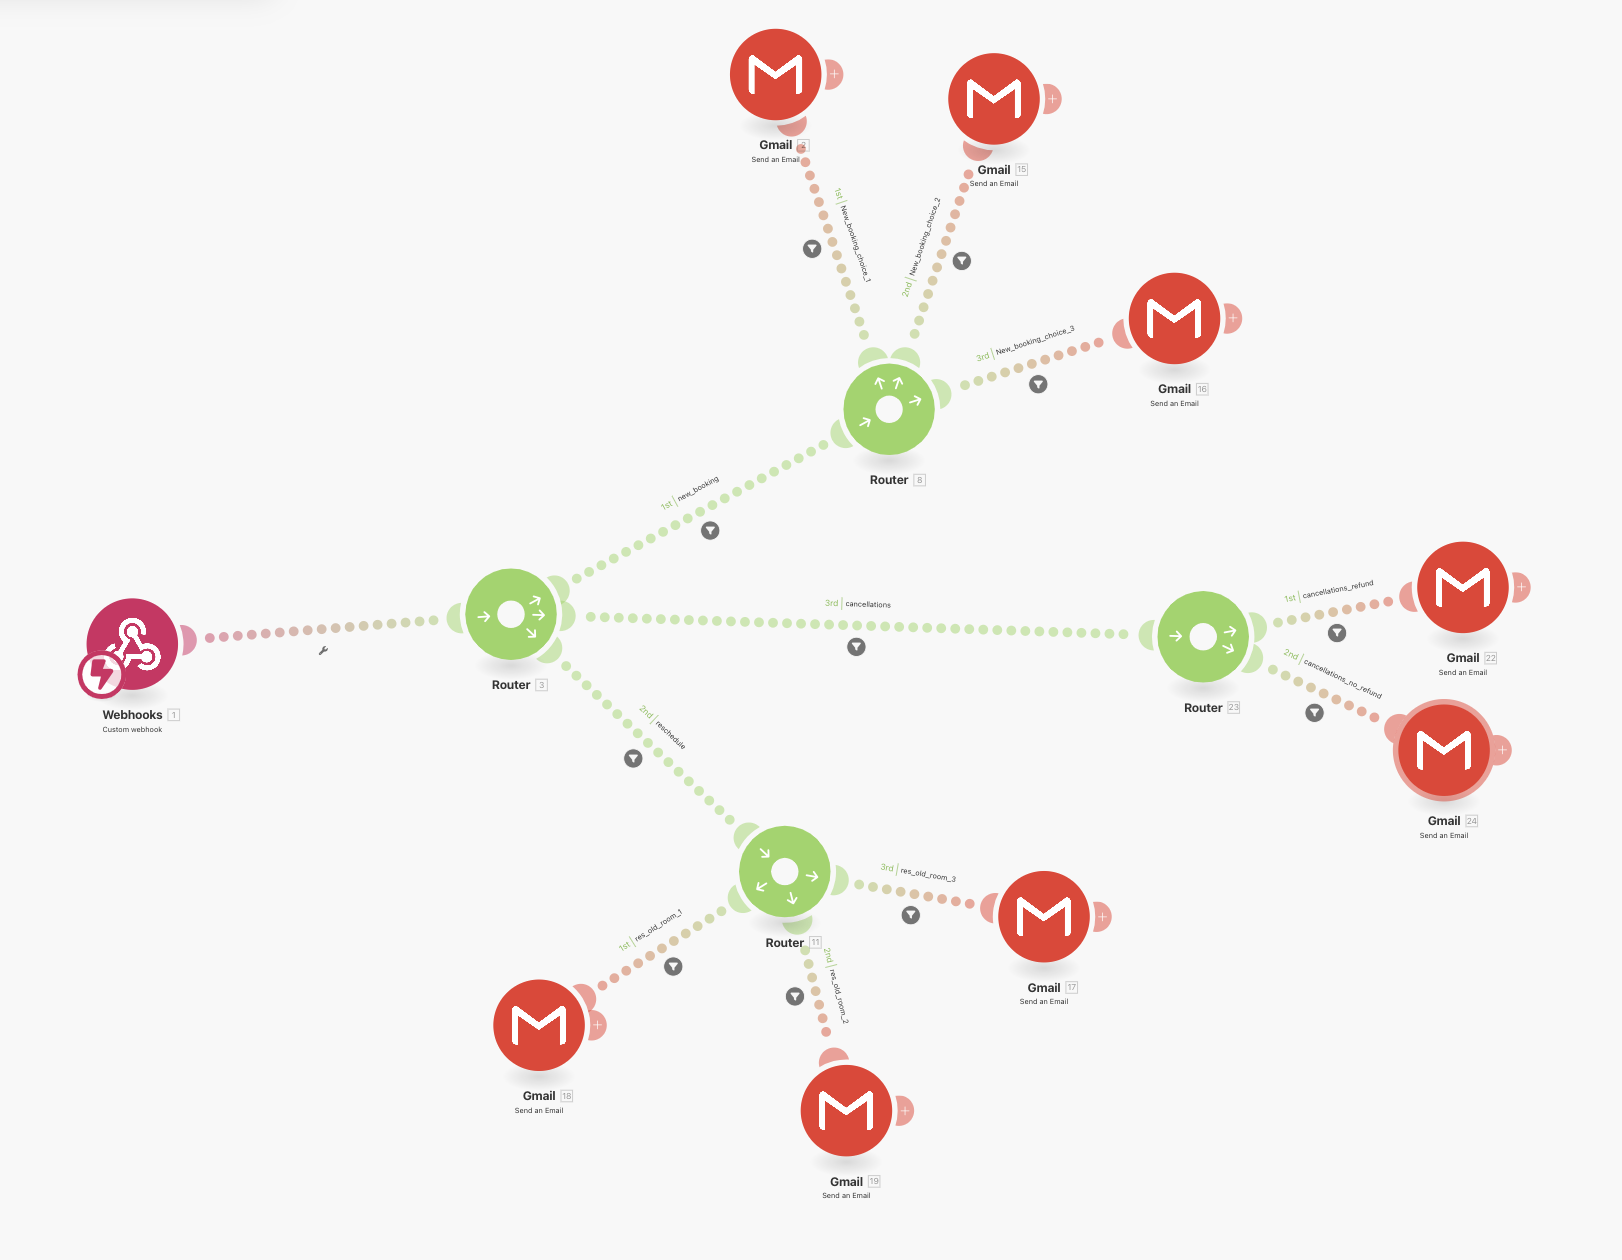 Gmail 2
Send an Email
Gmail 15
Send an Email
1st New_booking_choice_1
2nd New_booking_choice_2
3rd New_booking_choice_3
Gmail 16
Send an Email
Router 8
1st new_booking
3rd cancellations
1st cancellations_refund
2nd cancellations_no_refund
Gmail 22
Send an Email
Router 3
Router 23
Webhooks 1
Custom webhook
2nd reschedule
Gmail 24
Send an Email
3rd res_old_room_3
1st res_old_room_1
Router 11
2nd res_old_room_2
Gmail 17
Send an Email
Gmail 18
Send an Email
Gmail 19
Send an Email